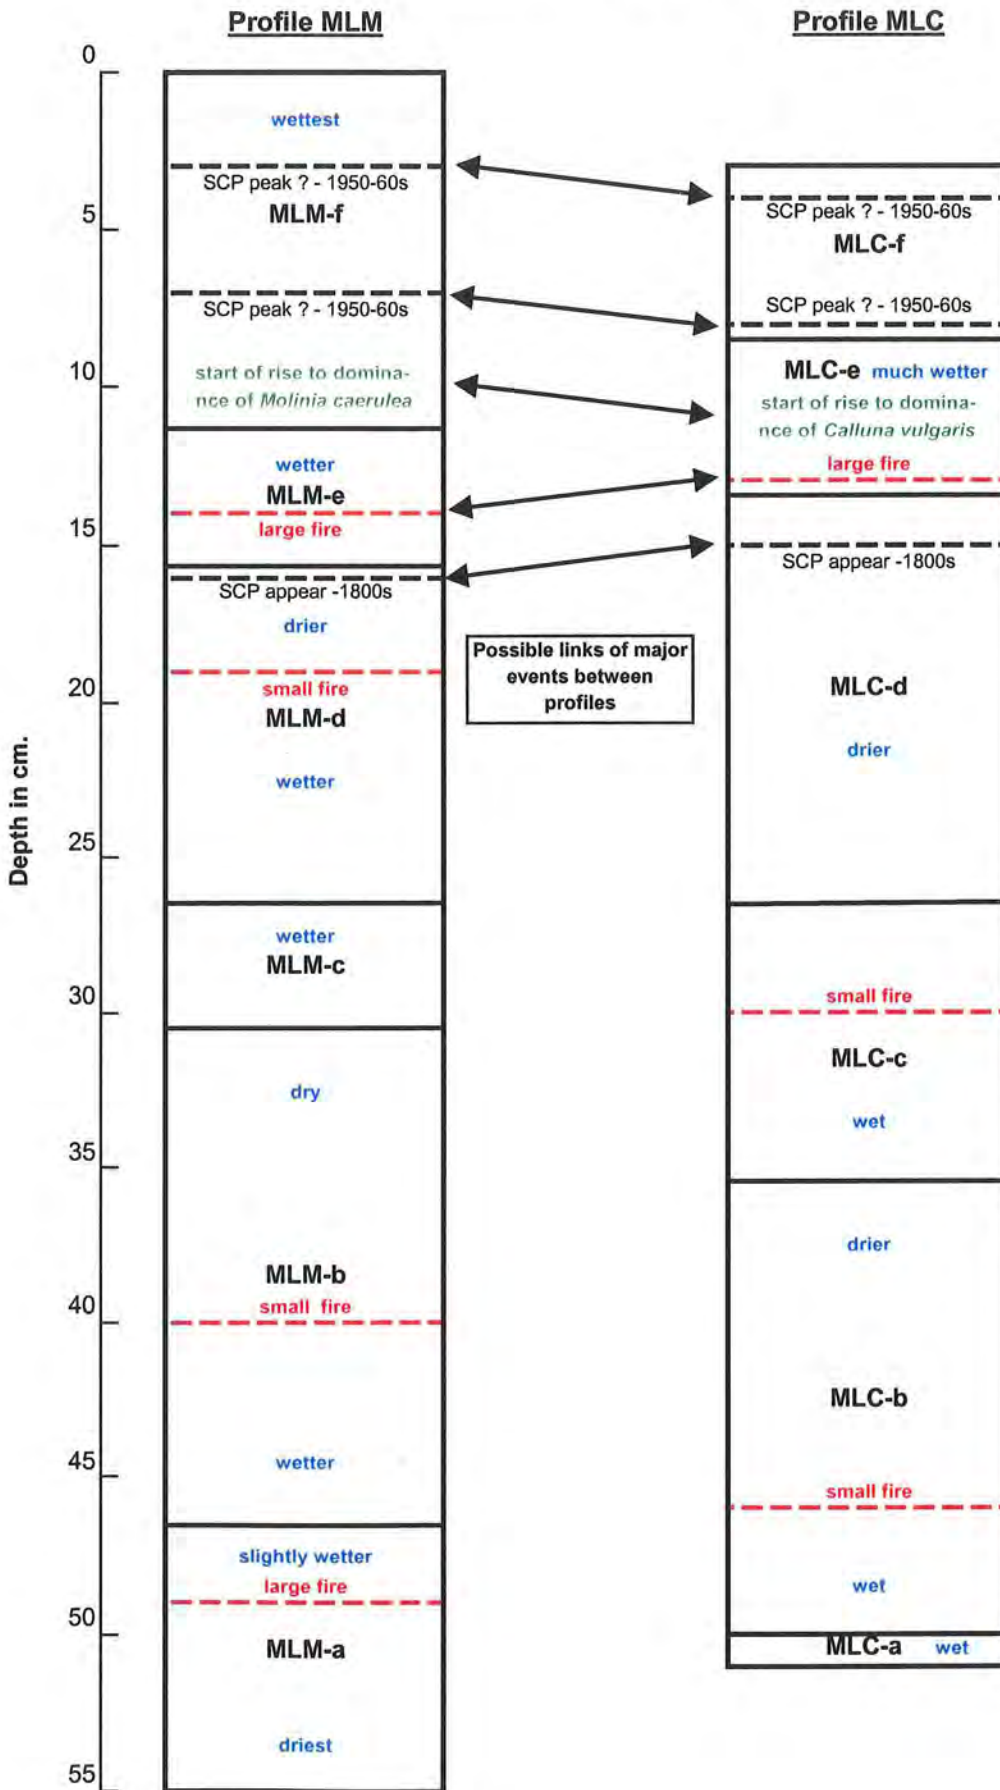 Profile MLM
Profile MLC
Depth in cm.
0
5
10
15
20
25
30
35
40
45
50
55
wettest
SCP peak ? - 1950-60s
MLM-f
SCP peak ? - 1950-60s
start of rise to domina-
nce of Molinia caerulea
wetter
MLM-e
large fire
SCP appear -1800s
drier
small fire
MLM-d
wetter
wetter
MLM-c
dry
MLM-b
small fire
wetter
slightly wetter
large fire
MLM-a
driest
Possible links of major
events between
profiles
SCP peak ? - 1950-60s
MLC-f
SCP peak ? - 1950-60s
MLC-e much wetter
start of rise to domina-
nce of Calluna vulgaris
large fire
SCP appear -1800s
MLC-d
drier
small fire
MLC-c
wet
drier
MLC-b
small fire
wet
MLC-a wet